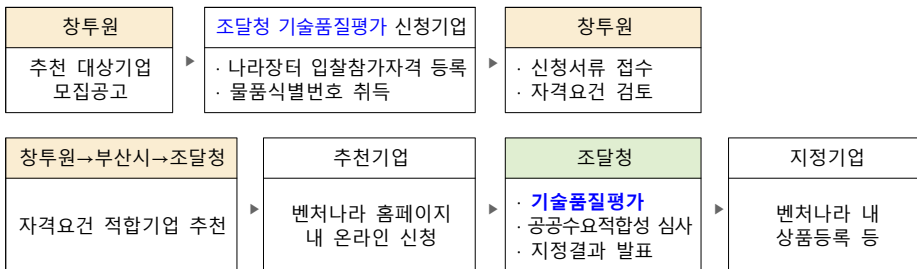 창투원
추천 대상기업
모집공고
조달청 기술품질평가 신청기업
· 나라장터 입찰참가자격 등록
· 물품식별번호 취득
창투원
· 신청서류 접수
· 자격요건 검토
창투원→부산시→조달청
자격요건 적합기업 추천
추천기업
벤처나라 홈페이지
내 온라인 신청
조달청
· 기술품질평가
· 공공수요적합성 심사
· 지정결과 발표
지정기업
벤처나라 내
상품등록 등